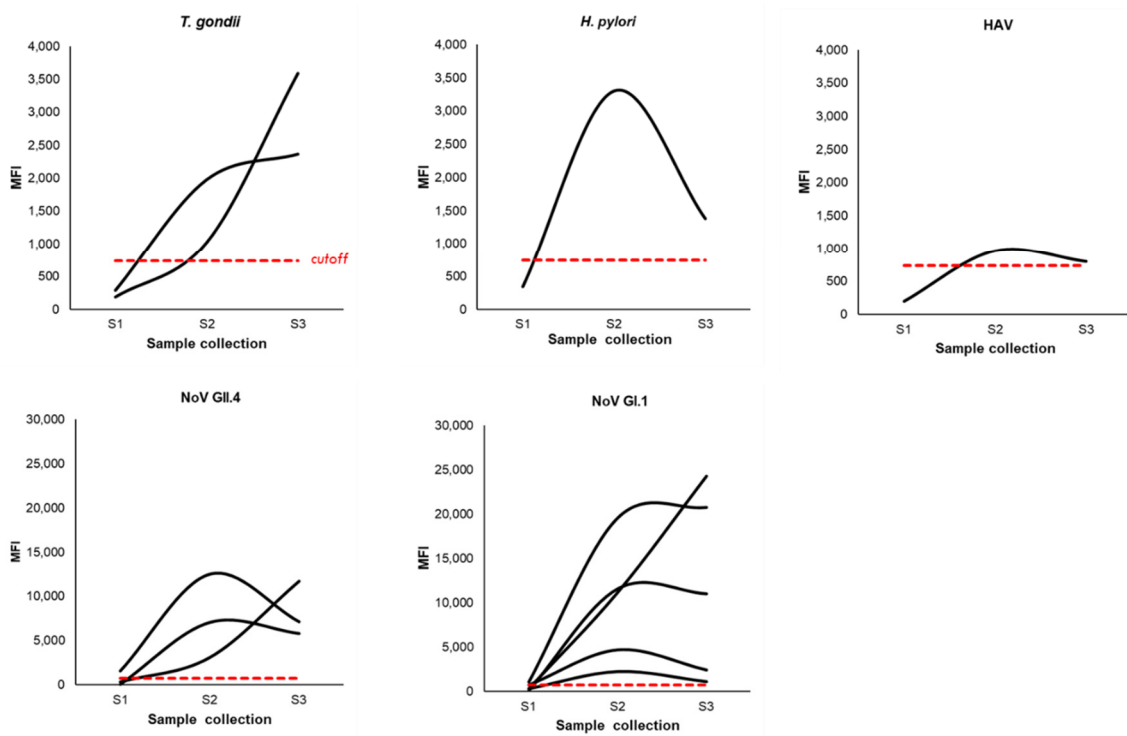 T. gondii
4,000
3,500
3,000
2,500
2,000
1,500
1,000
500
0
MFI
cutoff
S1 S2 S3
Sample collection
H. pylori
4,000
3,500
3,000
2,500
2,000
1,500
1,000
500
0
MFI
S1 S2 S3
Sample collection
HAV
4,000
3,500
3,000
2,500
2,000
1,500
1,000
500
0
MFI
S1 S2 S3
Sample collection
NoV GII.4
30,000
25,000
20,000
15,000
10,000
5,000
0
MFI
S1 S2 S3
Sample collection
NoV GI.1
30,000
25,000
20,000
15,000
10,000
5,000
0
MFI
S1 S2 S3
Sample collection